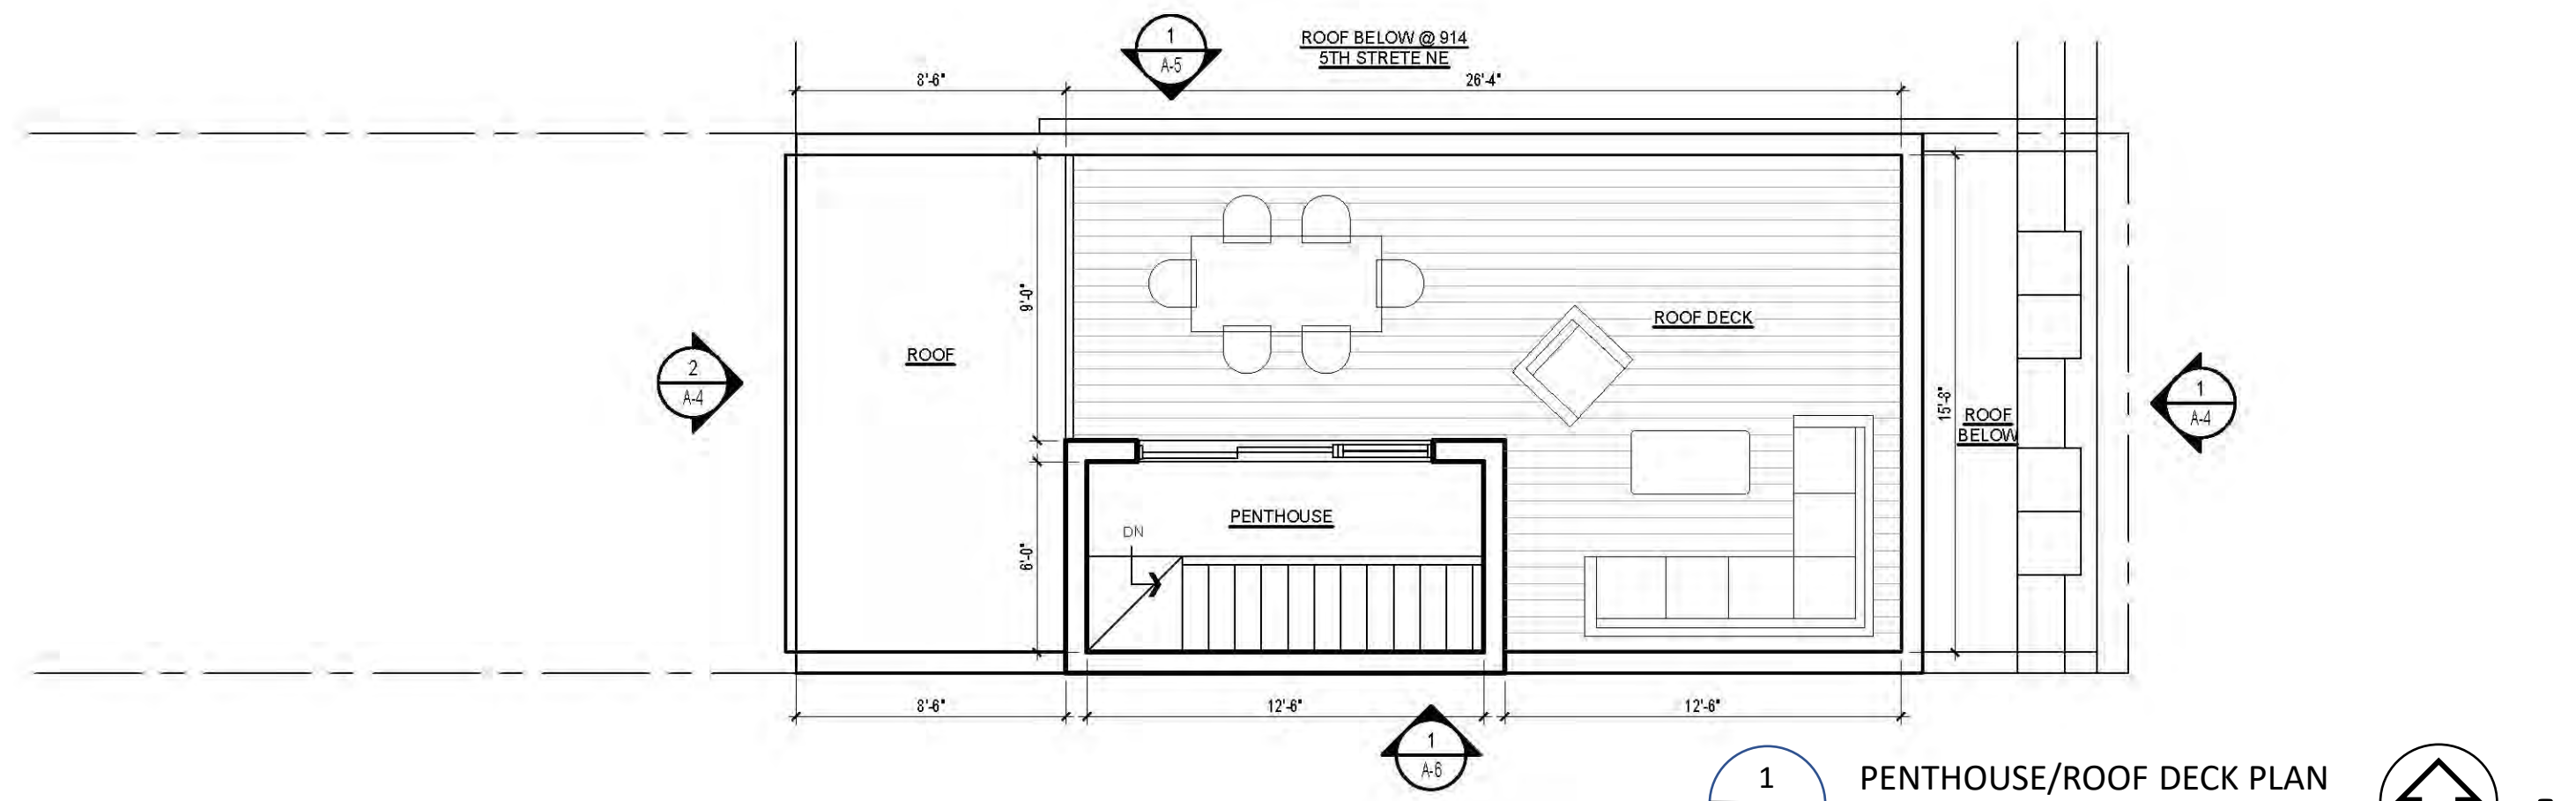 1
A-5
ROOF BELOW @ 914
5TH STRETE NE
8'-6"
26'-4"
9'-0"
ROOF DECK
ROOF
2
A-4
15'-8"
ROOF
BELOW
1
A-4
PENTHOUSE
DN
6'-0"
8'-6"
12'-6"
12'-6"
1
A-6
1
PENTHOUSE/ROOF DECK PLAN